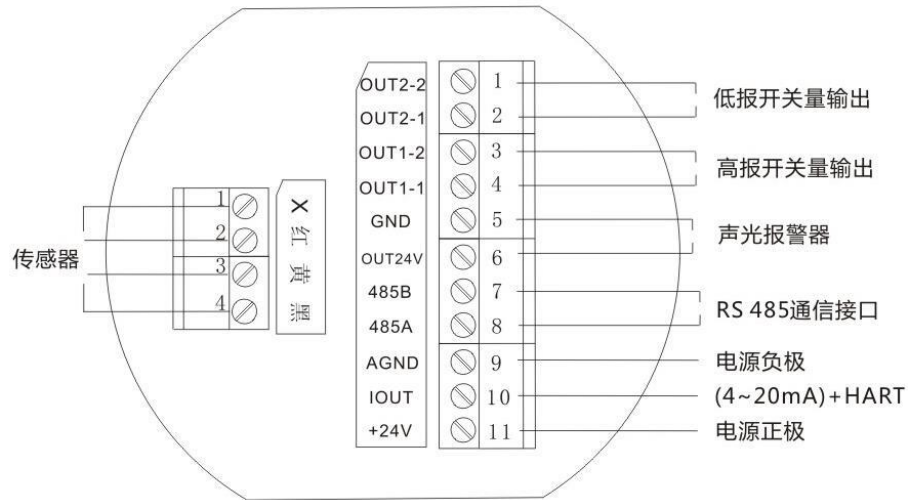 OUT2-2 1
OUT2-1 2
低报开关量输出
OUT1-2 3
OUT1-1 4
高报开关量输出
GND 5
OUT24V 6
声光报警器
485B 7
485A 8
RS 485通信接口
AGND 9 电源负极
IOUT 10 (4~20mA)+HART
+24V 11 电源正极
传感器
1 X
2 红
3 黄
4 黑